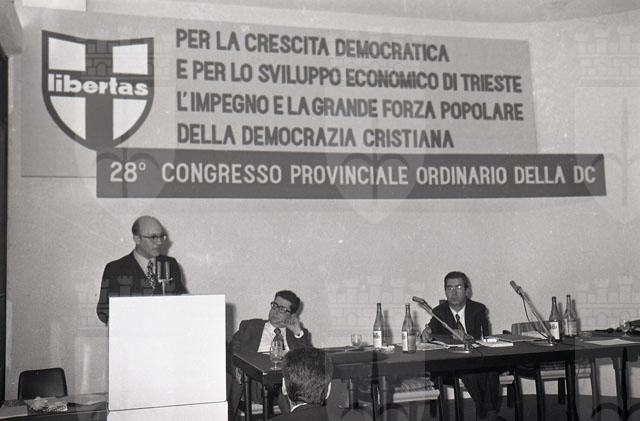 libertas
PER LA CRESCITA DEMOCRATICA
E PER LO SVILUPPO ECONOMICO DI TRIESTE
L'IMPEGNO E LA GRANDE FORZA POPOLARE
DELLA DEMOCRAZIA CRISTIANA
28° CONGRESSO PROVINCIALE ORDINARIO DELLA DC